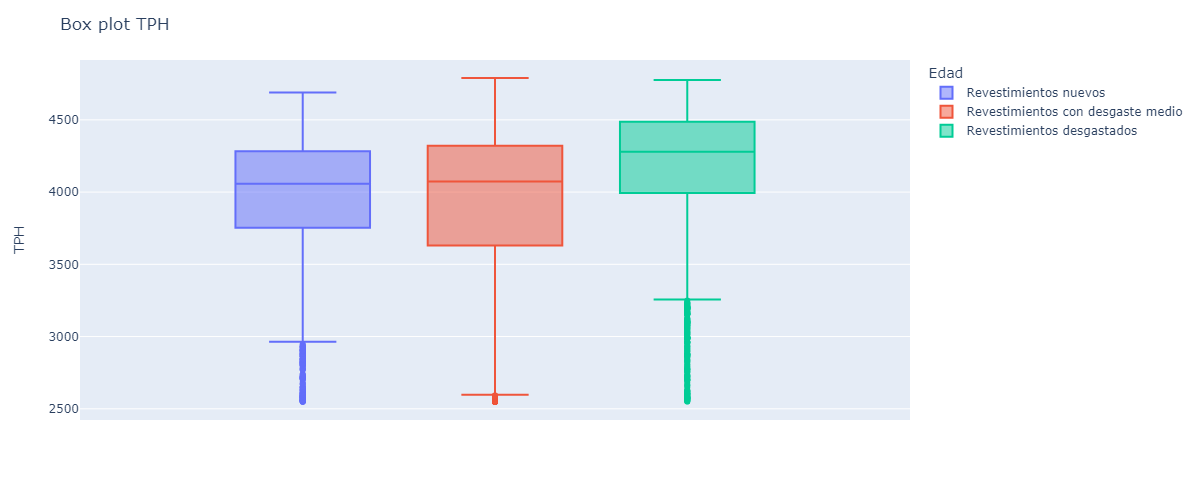 Box plot TPH
Edad
Revestimientos nuevos
Revestimientos con desgaste medio
Revestimientos desgastados
TPH
4500
4000
3500
3000
2500